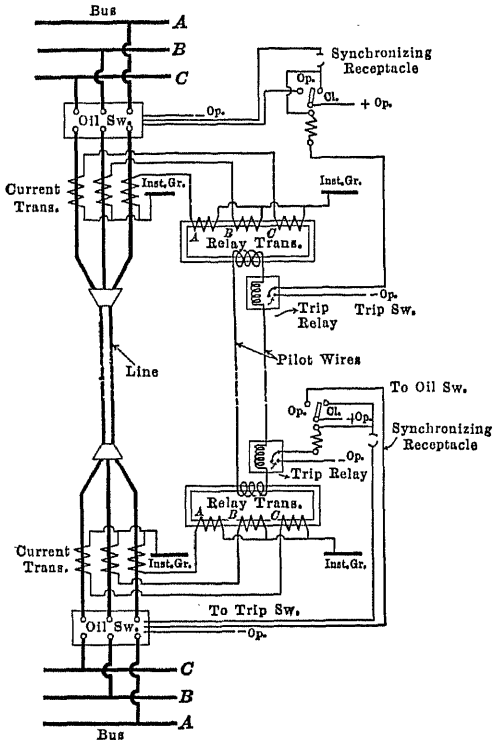 Bus
A
B
C
Synchronizing
Receptacle
Op.
Op.
Cl.
+ Op.
Oil Sw.
Current
Trans.
Inst. Gr.
Inst. Gr.
A
B
C
Relay Trans.
Op.
Trip Sw.
Trip
Relay
Pilot Wires
Line
To Oil Sw.
Op.
Cl.
+Op.
Synchronizing
Receptacle
Op.
Trip Relay
Relay Trans.
A
B
C
Current
Trans.
Inst. Gr.
Inst. Gr.
To Trip Sw.
Oil Sw.
Op.
C
B
A
Bus